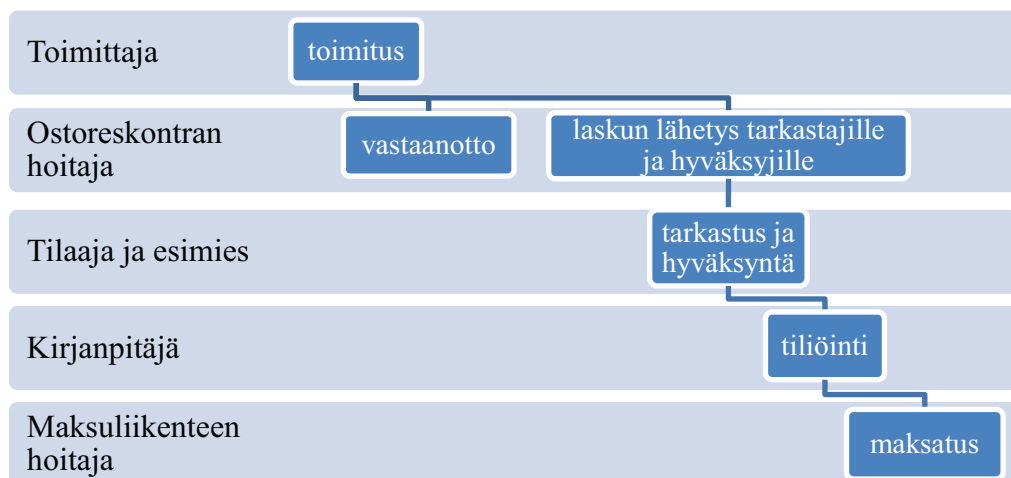 Toimittaja
toimitus
Ostoreskontran
hoitaja
vastaanotto
laskun lähetys tarkastajille
ja hyväksyjille
Tilaaja ja esimies
tarkastus ja
hyväksyntä
Kirjanpitäjä
tiliöinti
Maksuliikenteen
hoitaja
maksatus